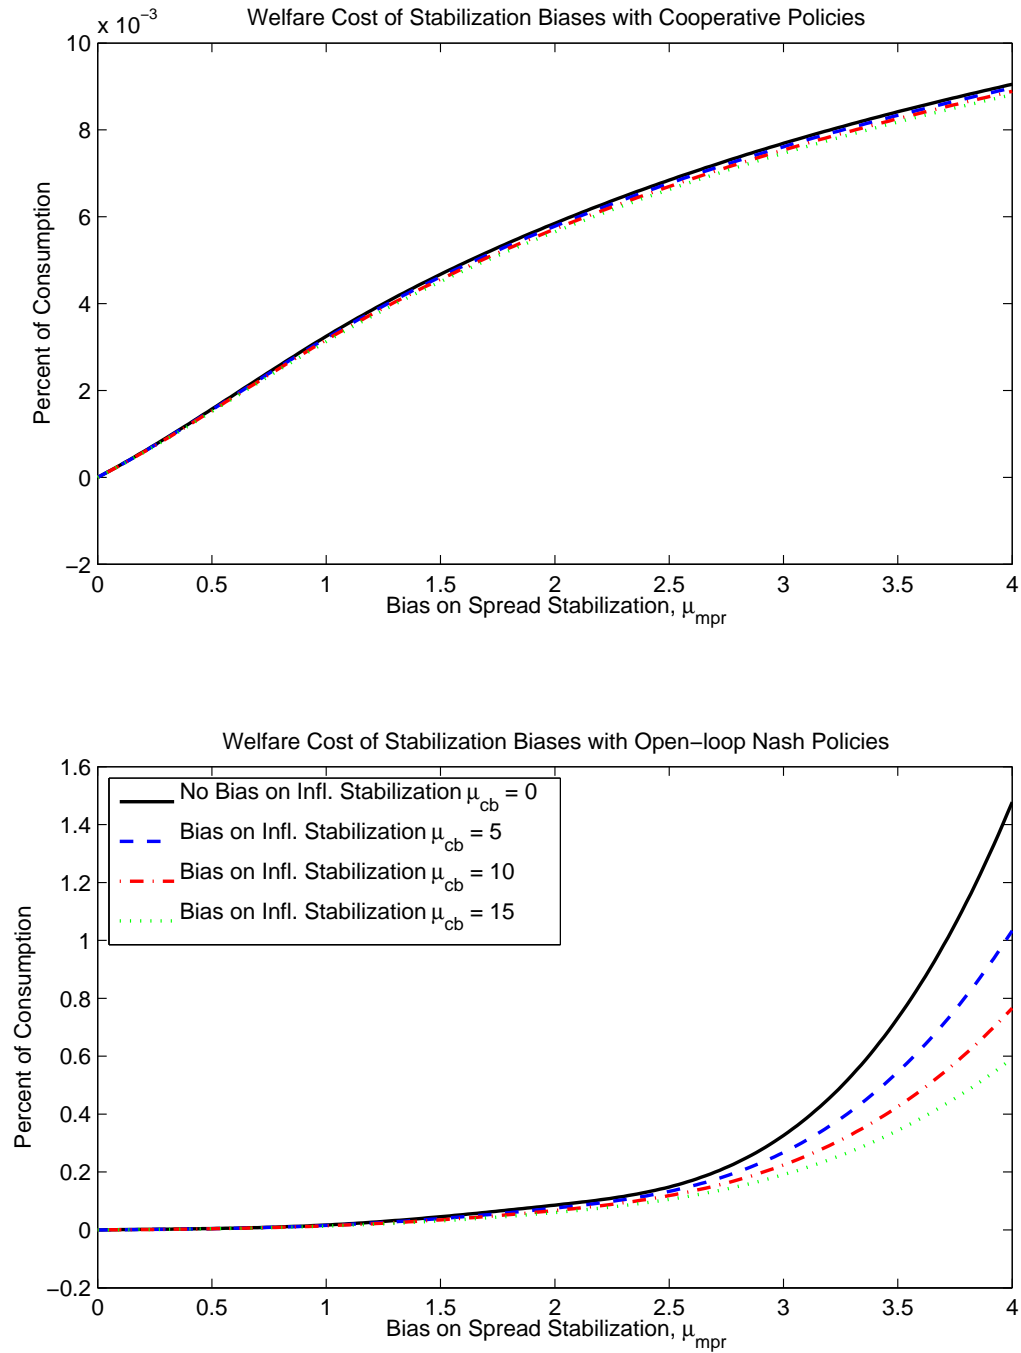 Welfare Cost of Stabilization Biases with Cooperative Policies
x 10^−3
10
8
6
4
2
0
−2
Percent of Consumption
0 0.5 1 1.5 2 2.5 3 3.5 4
Bias on Spread Stabilization, μ_mpr
Welfare Cost of Stabilization Biases with Open−loop Nash Policies
1.6
1.4
1.2
1
0.8
0.6
0.4
0.2
0
−0.2
Percent of Consumption
No Bias on Infl. Stabilization μ_cb = 0
Bias on Infl. Stabilization μ_cb = 5
Bias on Infl. Stabilization μ_cb = 10
Bias on Infl. Stabilization μ_cb = 15
0 0.5 1 1.5 2 2.5 3 3.5 4
Bias on Spread Stabilization, μ_mpr